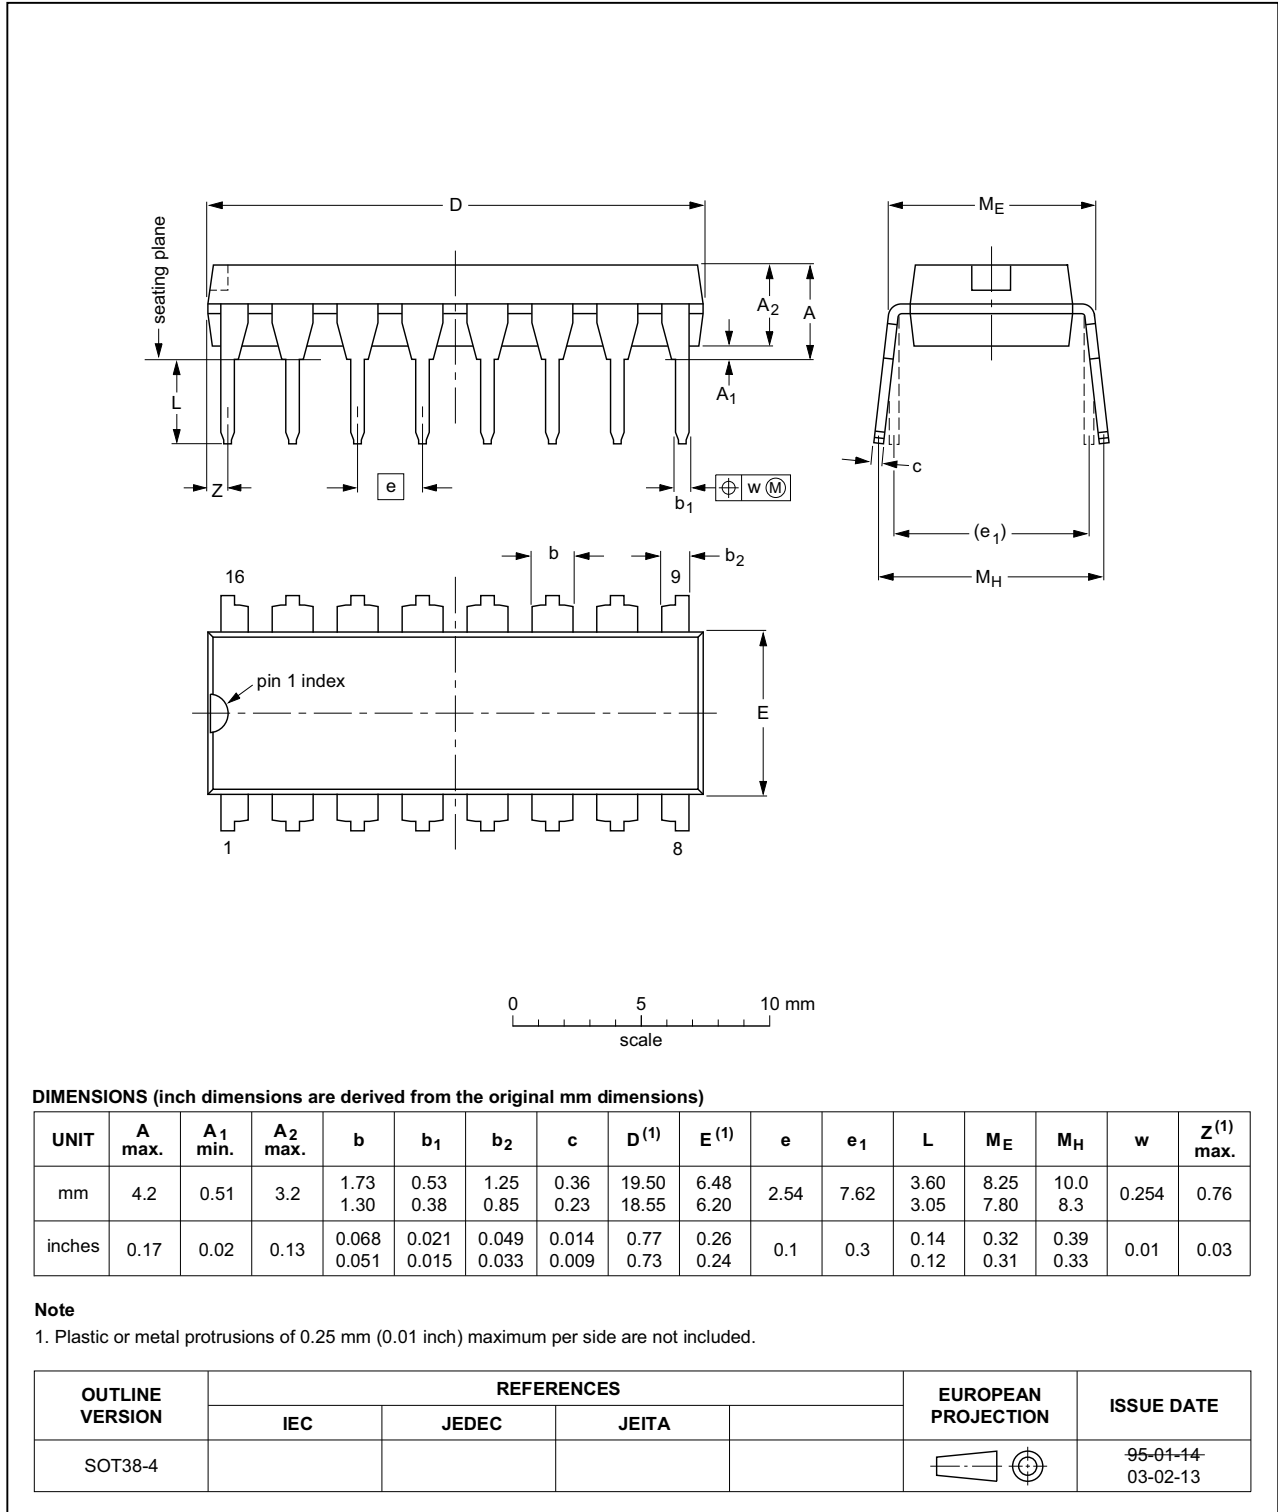 D
ME
seating plane
A2
A
A1
L
c
Z
e
b1
w M
(e1)
MH
b
b2
16
9
pin 1 index
E
1
8
0 5 10 mm
scale
DIMENSIONS (inch dimensions are derived from the original mm dimensions)
UNIT A max. A1 min. A2 max. b b1 b2 c D(1) E(1) e e1 L ME MH w Z(1) max.
mm 4.2 0.51 3.2 1.73 1.30 0.53 0.38 1.25 0.85 0.36 0.23 19.50 18.55 6.48 6.20 2.54 7.62 3.60 3.05 8.25 7.80 10.0 8.3 0.254 0.76
inches 0.17 0.02 0.13 0.068 0.051 0.021 0.015 0.049 0.033 0.014 0.009 0.77 0.73 0.26 0.24 0.1 0.3 0.14 0.12 0.32 0.31 0.39 0.33 0.01 0.03
Note
1. Plastic or metal protrusions of 0.25 mm (0.01 inch) maximum per side are not included.
OUTLINE VERSION REFERENCES EUROPEAN PROJECTION ISSUE DATE
IEC JEDEC JEITA
SOT38-4 95-01-14
03-02-13